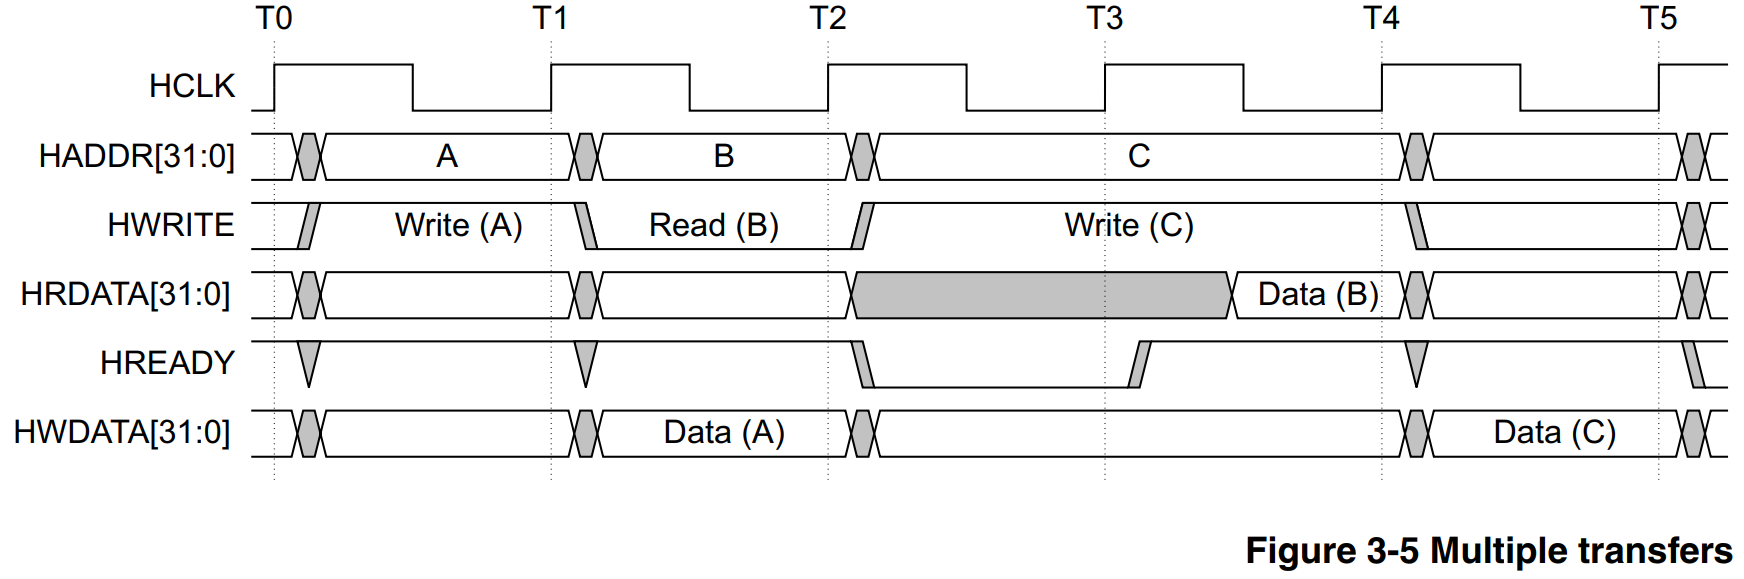 T0 T1 T2 T3 T4 T5
HCLK
HADDR[31:0] A B C
HWRITE Write (A) Read (B) Write (C)
HRDATA[31:0] Data (B)
HREADY
HWDATA[31:0] Data (A) Data (C)
Figure 3-5 Multiple transfers